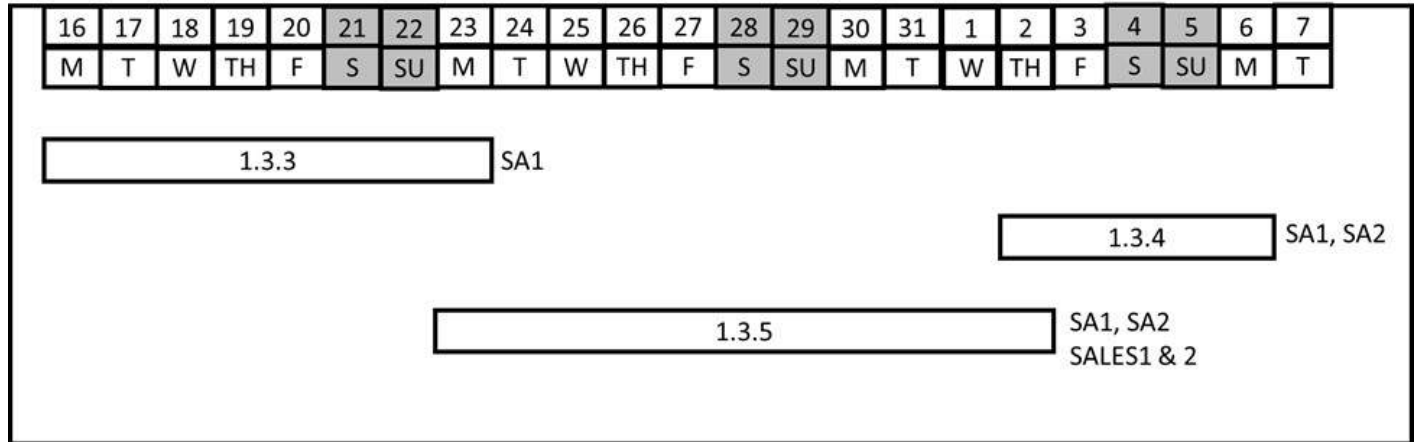 16 17 18 19 20 21 22 23 24 25 26 27 28 29 30 31 1 2 3 4 5 6 7
M T W TH F S SU M T W TH F S SU M T W TH F S SU M T
1.3.3 SA1
1.3.4 SA1, SA2
1.3.5 SA1, SA2
SALES1 & 2